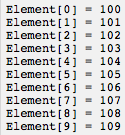 Element[0] = 100
Element[1] = 101
Element[2] = 102
Element[3] = 103
Element[4] = 104
Element[5] = 105
Element[6] = 106
Element[7] = 107
Element[8] = 108
Element[9] = 109